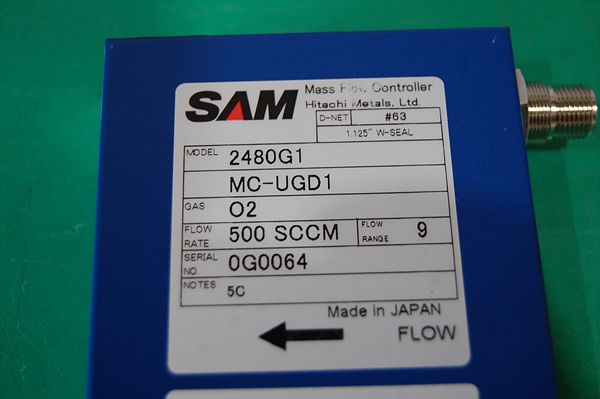 SAM
Mass Flow Controller
Hitachi Metals, Ltd.
D-NET #63
1.125" W-SEAL
MODEL 2480G1
MC-UGD1
GAS O2
FLOW RATE 500 SCCM FLOW RANGE 9
SERIAL NO. 0G0064
NOTES 5C
Made in JAPAN
FLOW